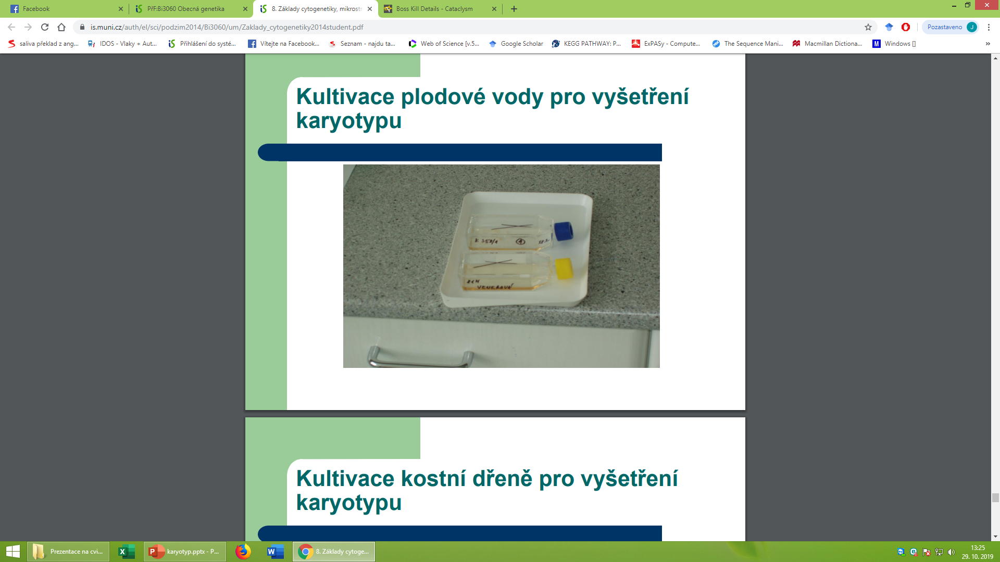 Facebook
PřF:Bi3060 Obecná genetika
8. Základy cytogenetiky, mikrostr
Boss Kill Details - Cataclysm
is.muni.cz/auth/el/sci/podzim2014/Bi3060/um/Zaklady_cytogenetiky2014student.pdf
Pozastaveno J
saliva překlad z ang...
IDOS - Vlaky + Aut...
Přihlášení do systé...
Vítejte na Facebook...
Seznam - najdu ta...
Web of Science [v.5...
Google Scholar
KEGG PATHWAY: P...
ExPASy - Compute...
The Sequence Mani...
Macmillan Dictiona...
Windows []
»
Kultivace plodové vody pro vyšetření
karyotypu
1
Kultivace kostní dřeně pro vyšetření
karyotypu
Prezentace na cvi...
karyotyp.pptx - P...
8. Základy cytoge...
13:25
29. 10. 2019